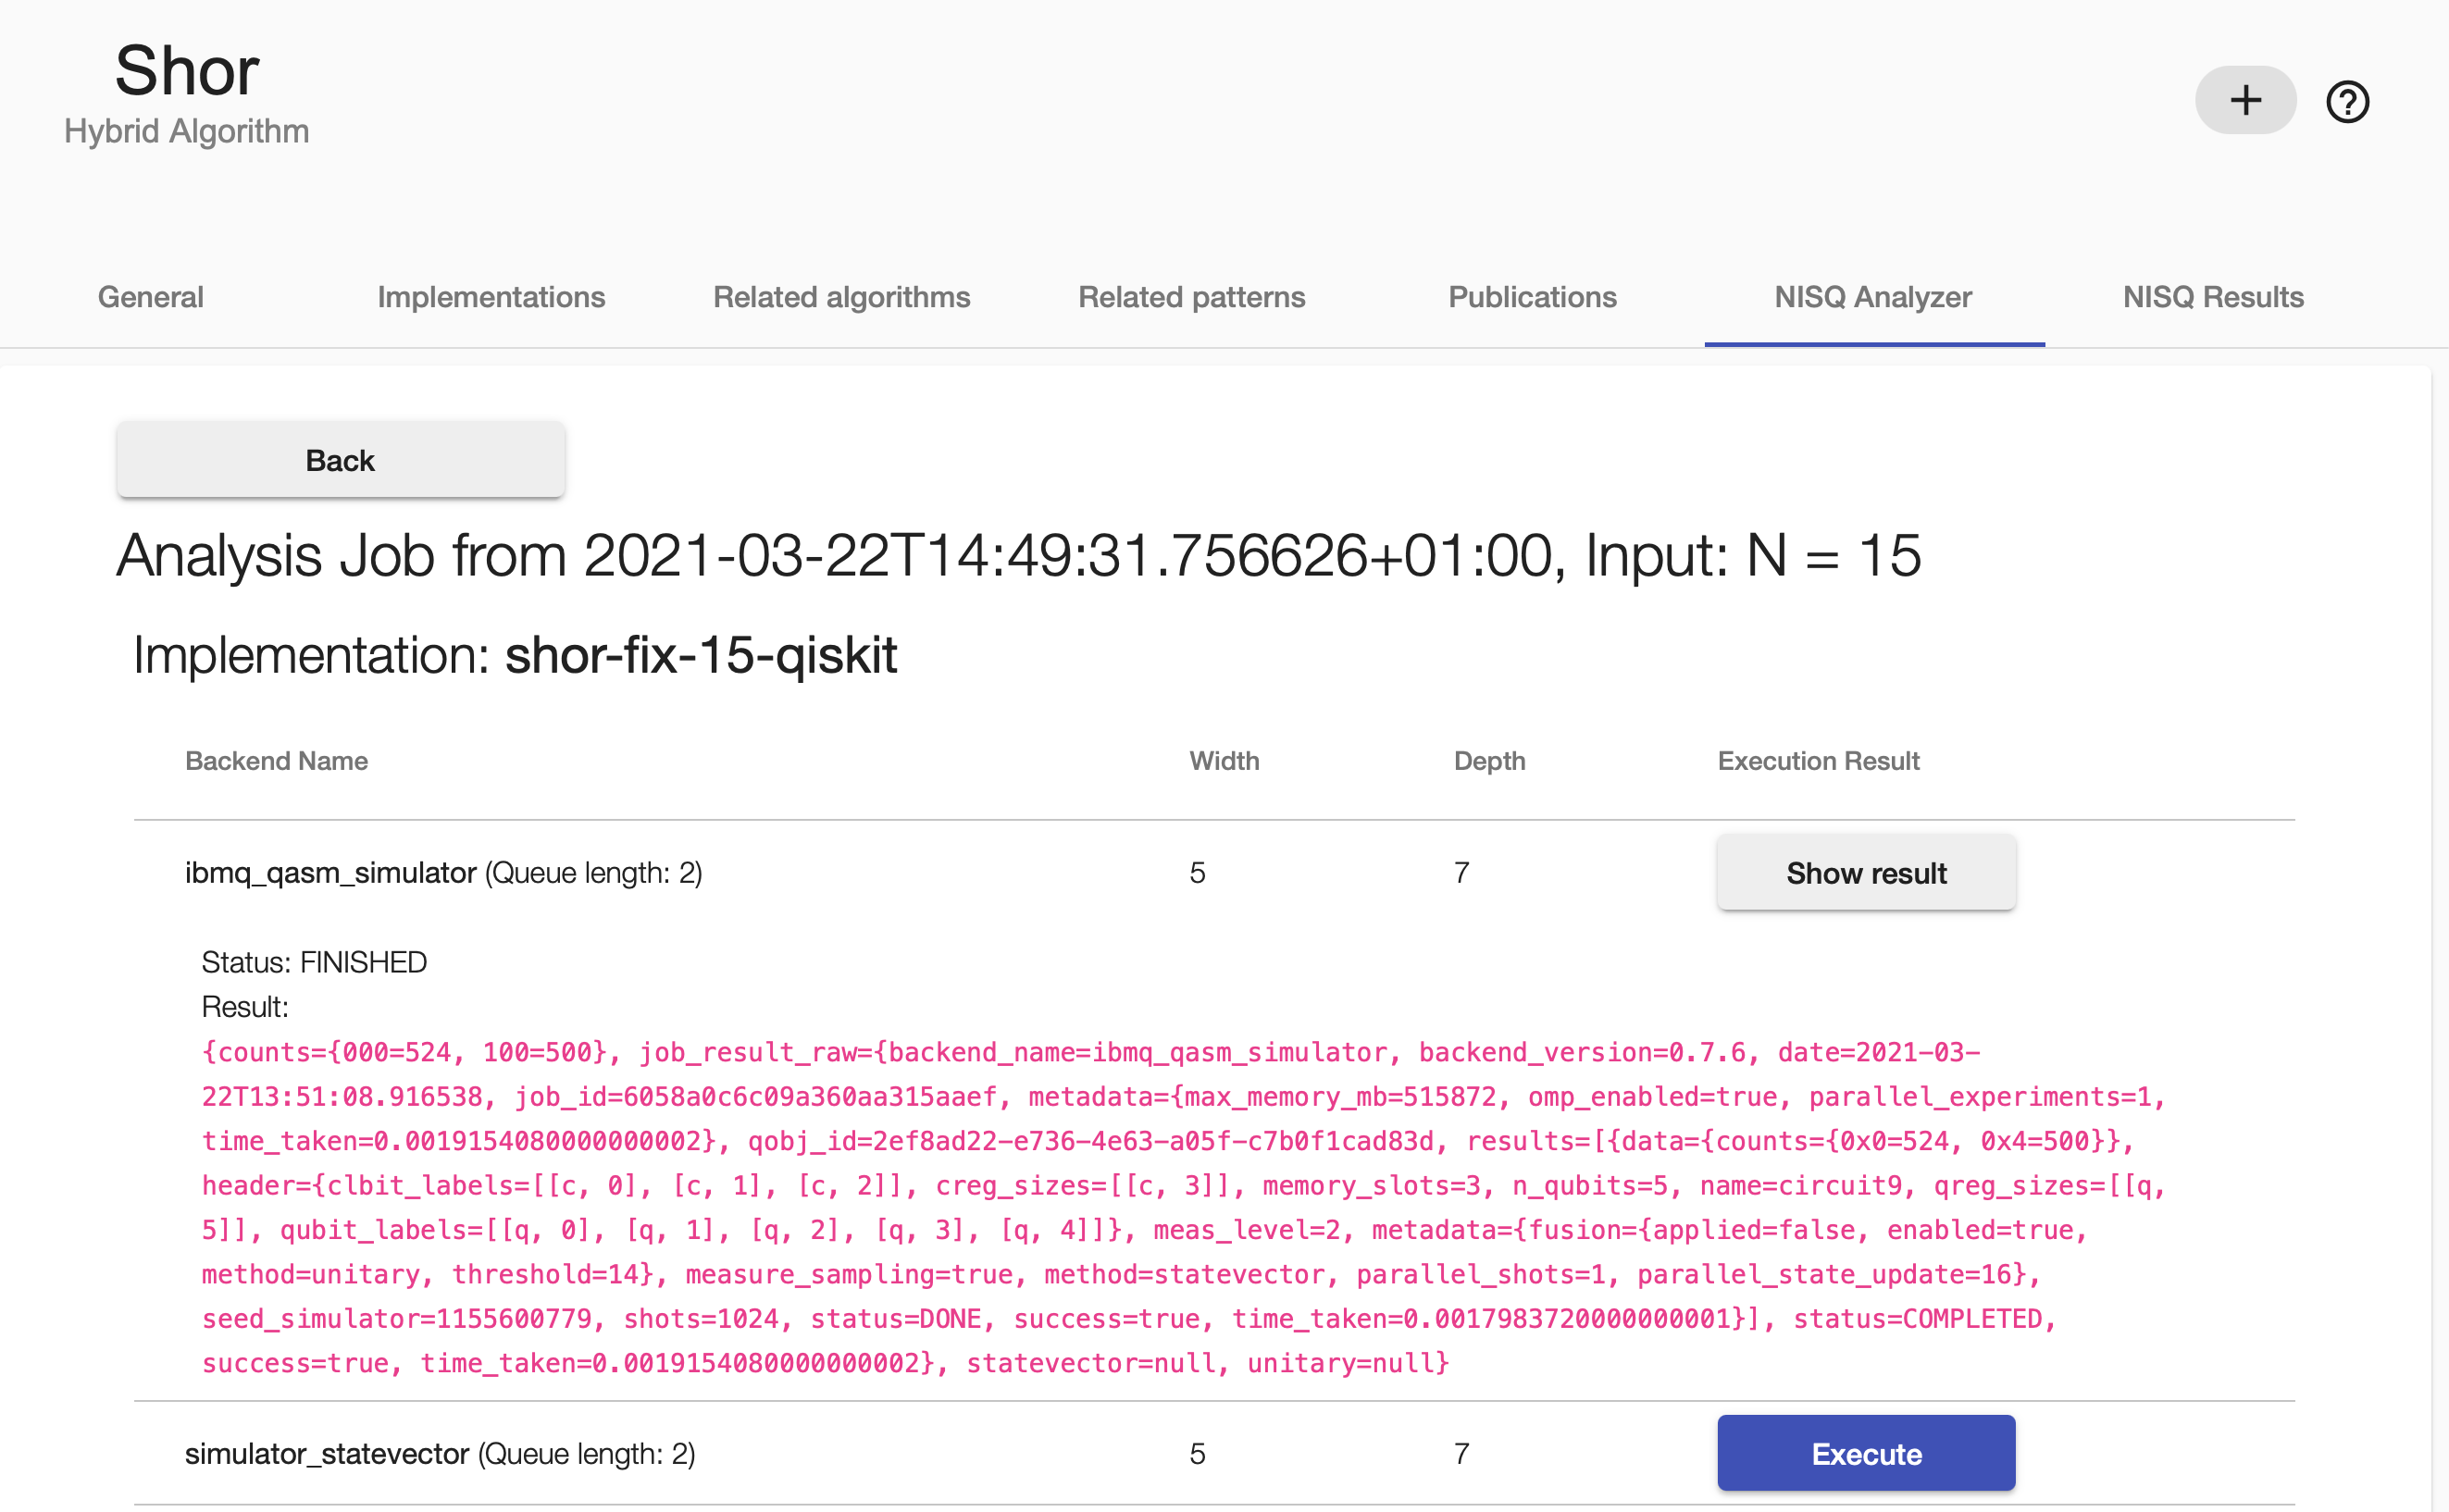 Shor
Hybrid Algorithm
+
?
General Implementations Related algorithms Related patterns Publications NISQ Analyzer NISQ Results
Back
Analysis Job from 2021-03-22T14:49:31.756626+01:00, Input: N = 15
Implementation: shor-fix-15-qiskit
Backend Name Width Depth Execution Result
ibmq_qasm_simulator (Queue length: 2) 5 7 Show result
Status: FINISHED
Result:
{counts={000=524, 100=500}, job_result_raw={backend_name=ibmq_qasm_simulator, backend_version=0.7.6, date=2021-03-
22T13:51:08.916538, job_id=6058a0c6c09a360aa315aaef, metadata={max_memory_mb=515872, omp_enabled=true, parallel_experiments=1,
time_taken=0.0019154080000000002}, qobj_id=2ef8ad22-e736-4e63-a05f-c7b0f1cad83d, results=[{data={counts={0x0=524, 0x4=500}},
header={clbit_labels=[[c, 0], [c, 1], [c, 2]], creg_sizes=[[c, 3]], memory_slots=3, n_qubits=5, name=circuit9, qreg_sizes=[[q,
5]], qubit_labels=[[q, 0], [q, 1], [q, 2], [q, 3], [q, 4]]}, meas_level=2, metadata={fusion={applied=false, enabled=true,
method=unitary, threshold=14}, measure_sampling=true, method=statevector, parallel_shots=1, parallel_state_update=16},
seed_simulator=1155600779, shots=1024, status=DONE, success=true, time_taken=0.0017983720000000001}], status=COMPLETED,
success=true, time_taken=0.0019154080000000002}, statevector=null, unitary=null}
simulator_statevector (Queue length: 2) 5 7 Execute